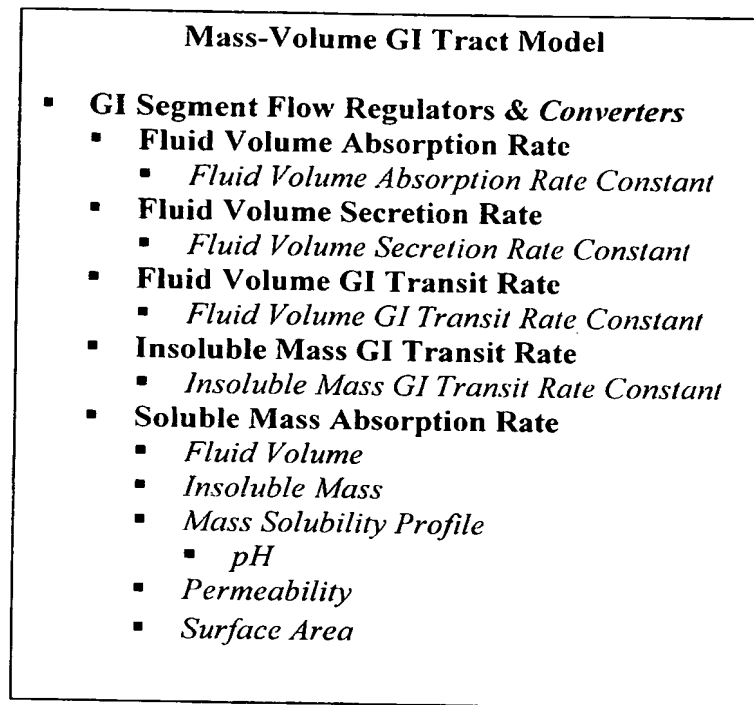 Mass-Volume GI Tract Model
▪ GI Segment Flow Regulators & Converters
▪ Fluid Volume Absorption Rate
▪ Fluid Volume Absorption Rate Constant
▪ Fluid Volume Secretion Rate
▪ Fluid Volume Secretion Rate Constant
▪ Fluid Volume GI Transit Rate
▪ Fluid Volume GI Transit Rate Constant
▪ Insoluble Mass GI Transit Rate
▪ Insoluble Mass GI Transit Rate Constant
▪ Soluble Mass Absorption Rate
▪ Fluid Volume
▪ Insoluble Mass
▪ Mass Solubility Profile
▪ pH
▪ Permeability
▪ Surface Area